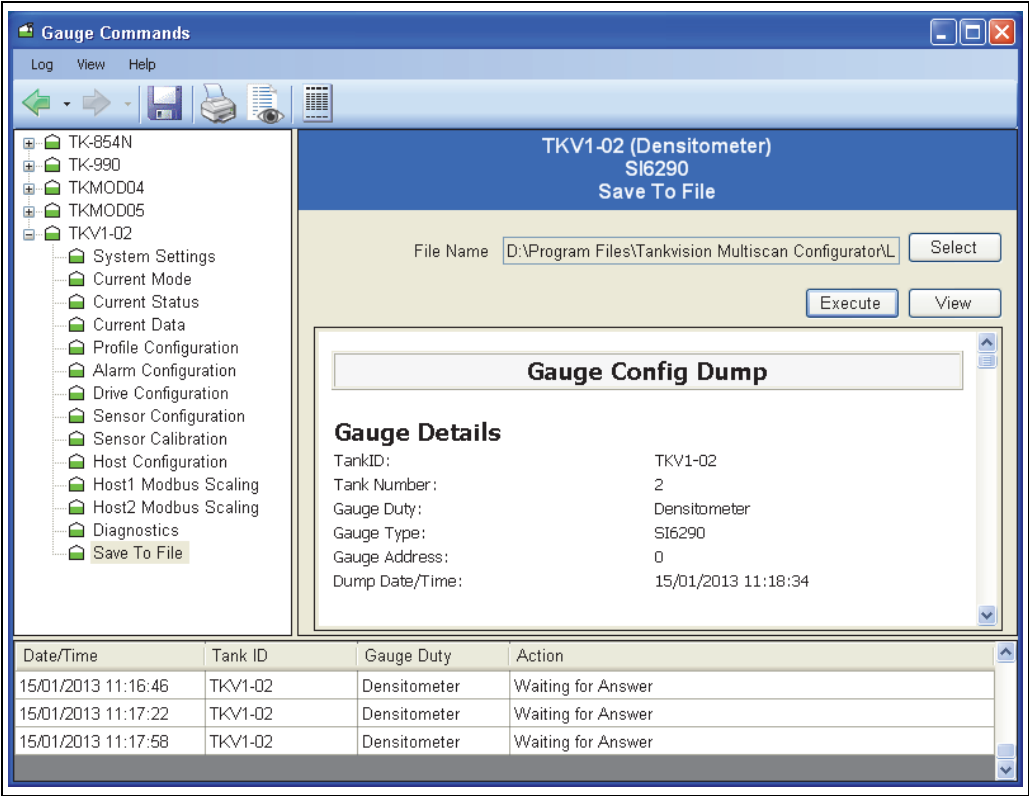 Gauge Commands
Log View Help
TK-854N
TK-990
TKMOD04
TKMOD05
TKV1-02
System Settings
Current Mode
Current Status
Current Data
Profile Configuration
Alarm Configuration
Drive Configuration
Sensor Configuration
Sensor Calibration
Host Configuration
Host1 Modbus Scaling
Host2 Modbus Scaling
Diagnostics
Save To File
TKV1-02 (Densitometer)
SI6290
Save To File
File Name D:\Program Files\Tankvision Multiscan Configurator\L Select
Execute View
Gauge Config Dump
Gauge Details
TankID: TKV1-02
Tank Number: 2
Gauge Duty: Densitometer
Gauge Type: SI6290
Gauge Address: 0
Dump Date/Time: 15/01/2013 11:18:34
Date/Time Tank ID Gauge Duty Action
15/01/2013 11:16:46 TKV1-02 Densitometer Waiting for Answer
15/01/2013 11:17:22 TKV1-02 Densitometer Waiting for Answer
15/01/2013 11:17:58 TKV1-02 Densitometer Waiting for Answer